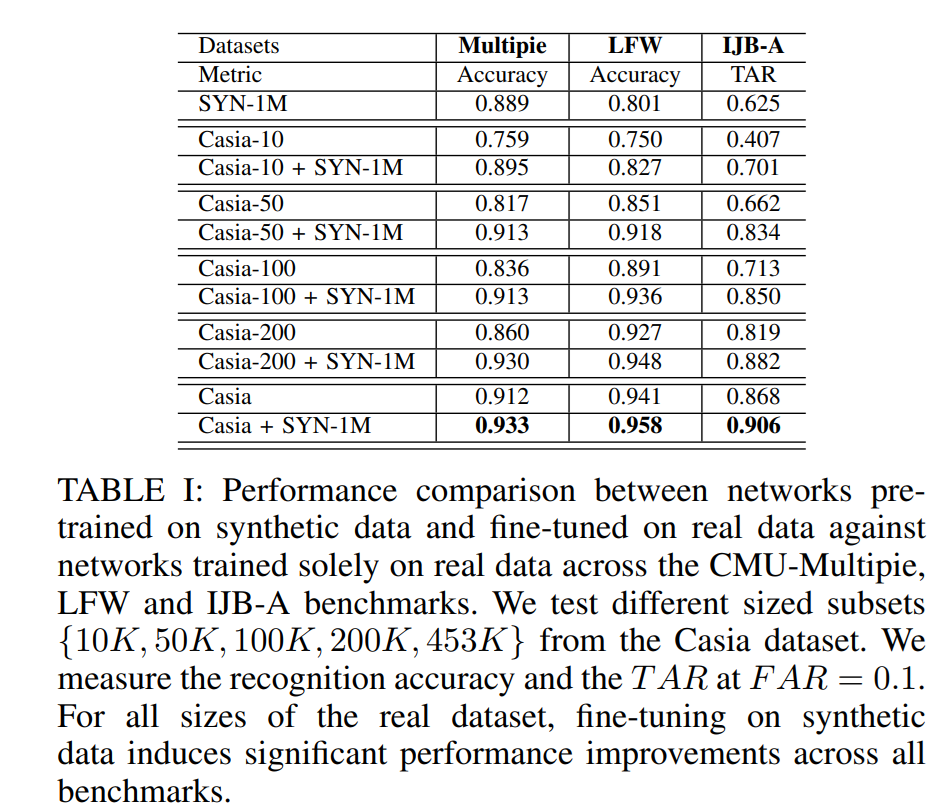 Datasets Multipie LFW IJB-A
Metric Accuracy Accuracy TAR
SYN-1M 0.889 0.801 0.625
Casia-10 0.759 0.750 0.407
Casia-10 + SYN-1M 0.895 0.827 0.701
Casia-50 0.817 0.851 0.662
Casia-50 + SYN-1M 0.913 0.918 0.834
Casia-100 0.836 0.891 0.713
Casia-100 + SYN-1M 0.913 0.936 0.850
Casia-200 0.860 0.927 0.819
Casia-200 + SYN-1M 0.930 0.948 0.882
Casia 0.912 0.941 0.868
Casia + SYN-1M 0.933 0.958 0.906
TABLE I: Performance comparison between networks pre-
trained on synthetic data and fine-tuned on real data against
networks trained solely on real data across the CMU-Multipie,
LFW and IJB-A benchmarks. We test different sized subsets
{10K, 50K, 100K, 200K, 453K} from the Casia dataset. We
measure the recognition accuracy and the TAR at FAR = 0.1.
For all sizes of the real dataset, fine-tuning on synthetic
data induces significant performance improvements across all
benchmarks.